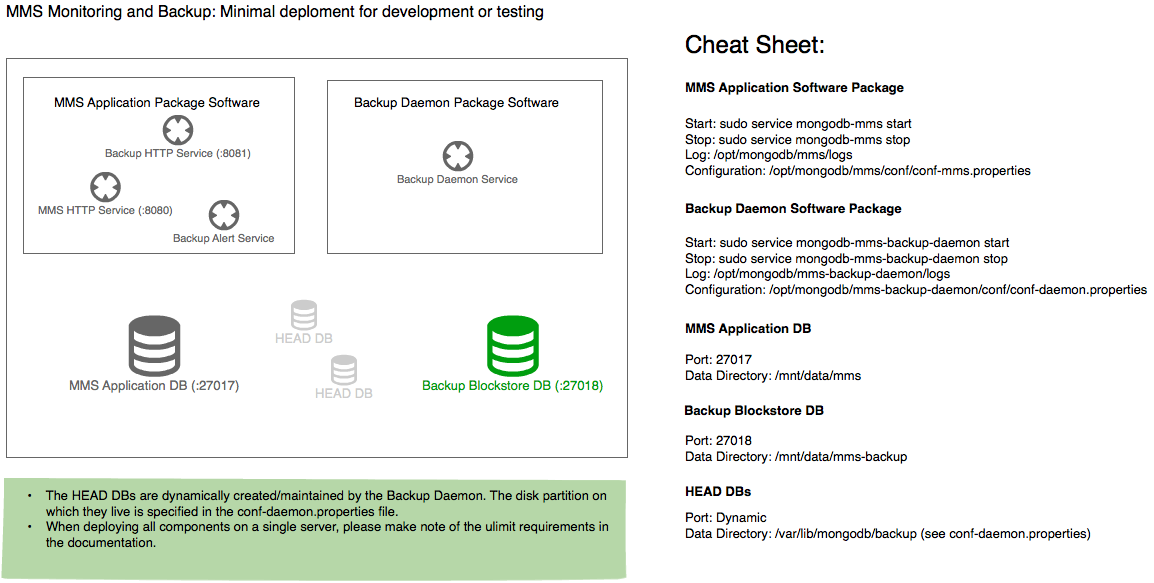 MMS Monitoring and Backup: Minimal deploment for development or testing
MMS Application Package Software
Backup HTTP Service (:8081)
MMS HTTP Service (:8080)
Backup Alert Service
Backup Daemon Package Software
Backup Daemon Service
HEAD DB
HEAD DB
MMS Application DB (:27017)
Backup Blockstore DB (:27018)
• The HEAD DBs are dynamically created/maintained by the Backup Daemon. The disk partition on
which they live is specified in the conf-daemon.properties file.
• When deploying all components on a single server, please make note of the ulimit requirements in
the documentation.
Cheat Sheet:
MMS Application Software Package
Start: sudo service mongodb-mms start
Stop: sudo service mongodb-mms stop
Log: /opt/mongodb/mms/logs
Configuration: /opt/mongodb/mms/conf/conf-mms.properties
Backup Daemon Software Package
Start: sudo service mongodb-mms-backup-daemon start
Stop: sudo service mongodb-mms-backup-daemon stop
Log: /opt/mongodb/mms-backup-daemon/logs
Configuration: /opt/mongodb/mms-backup-daemon/conf/conf-daemon.properties
MMS Application DB
Port: 27017
Data Directory: /mnt/data/mms
Backup Blockstore DB
Port: 27018
Data Directory: /mnt/data/mms-backup
HEAD DBs
Port: Dynamic
Data Directory: /var/lib/mongodb/backup (see conf-daemon.properties)